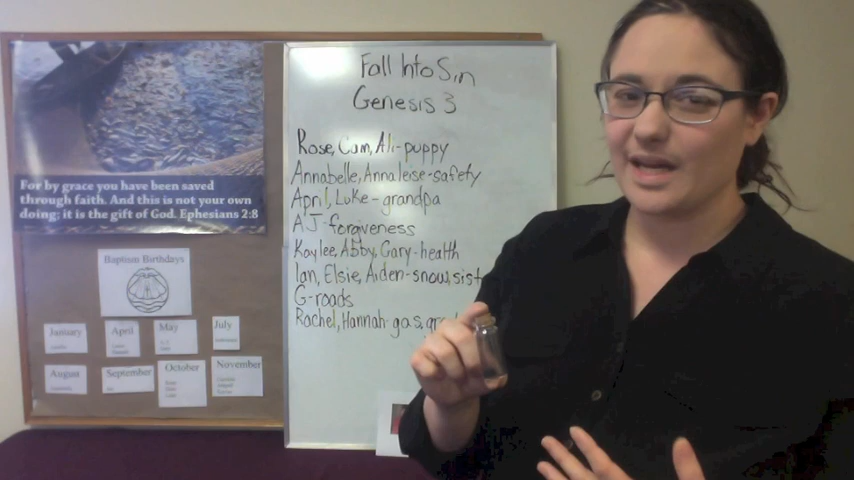 For by grace you have been saved
through faith. And this is not your own
doing; it is the gift of God. Ephesians 2:8
Baptism Birthdays
January
April
May
July
August
September
October
November
Fall Into Sin
Genesis 3
Rose, Cam, Ali-puppy
Annabelle, Annaleise-safety
April, Luke-grandpa
AJ-forgiveness
Kaylee, Abby, Gary-health
Ian, Elsie, Aiden-snow, sist
G-roads
Rachel, Hannah-gas,